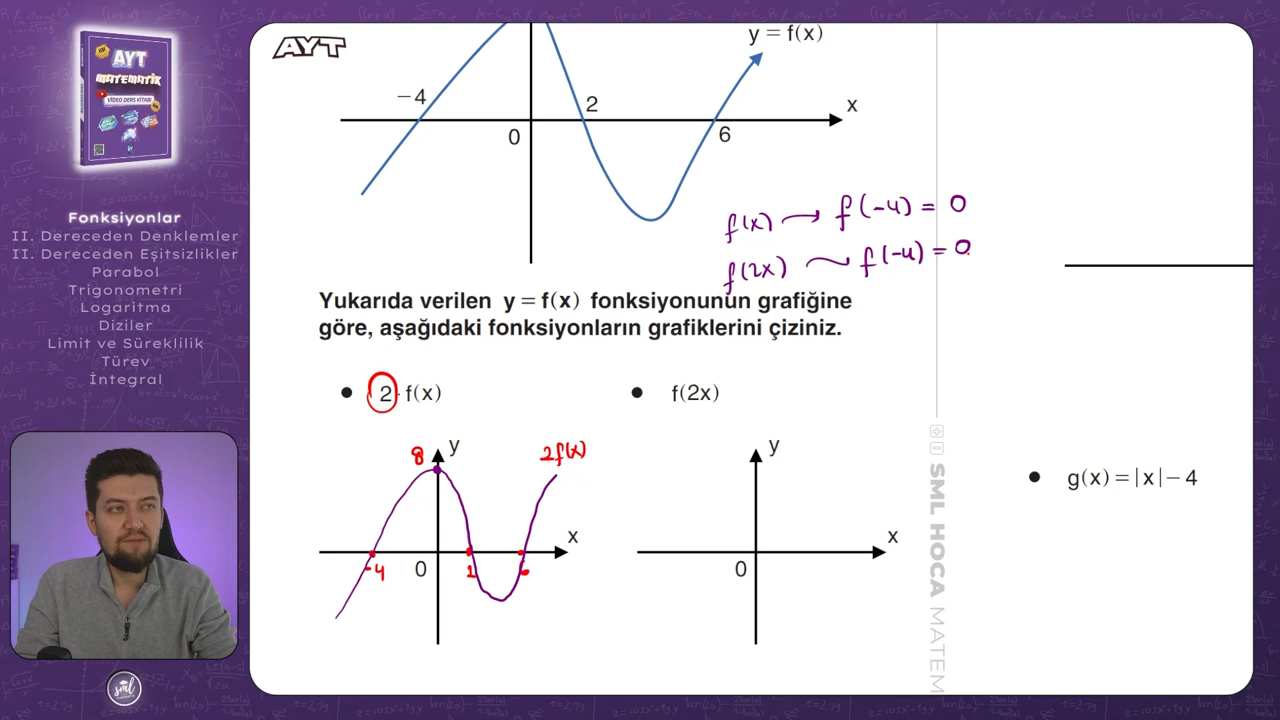 AYT
MATEMATİK
VİDEO DERS KİTABI
Fonksiyonlar
II. Dereceden Denklemler
II. Dereceden Eşitsizlikler
Parabol
Trigonometri
Logaritma
Diziler
Limit ve Süreklilik
Türev
İntegral
sml
AYT
y = f(x)
−4
2
x
0
6
f(x) → f(-4) = 0
f(2x) → f(-4) = 0
Yukarıda verilen y = f(x) fonksiyonunun grafiğine
göre, aşağıdaki fonksiyonların grafiklerini çiziniz.
● 2·f(x)
● f(2x)
8
y
2f(x)
x
-4
0
y
x
0
SML HOCA MATEM
● g(x) = |x| − 4